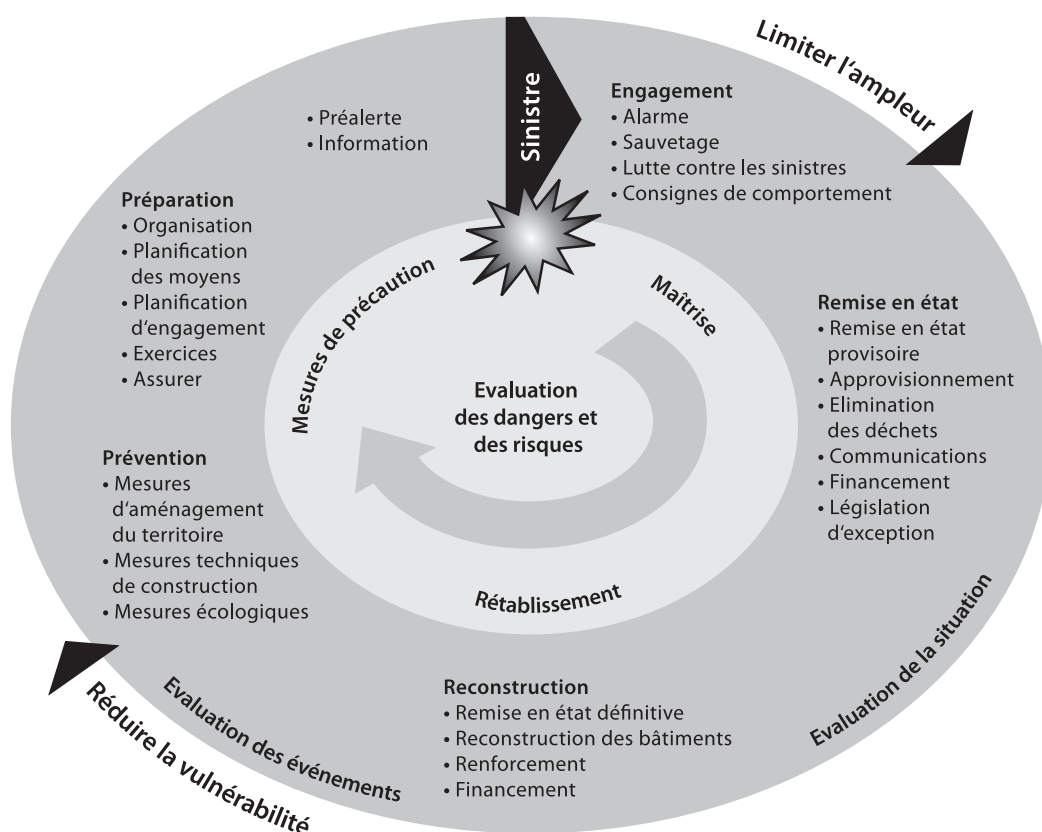 Limiter l'ampleur
Sinistre
• Préalerte
• Information
Engagement
• Alarme
• Sauvetage
• Lutte contre les sinistres
• Consignes de comportement
Préparation
• Organisation
• Planification
des moyens
• Planification
d'engagement
• Exercices
• Assurer
Mesures de précaution
Maîtrise
Evaluation
des dangers et
des risques
Rétablissement
Remise en état
• Remise en état
provisoire
• Approvisionnement
• Elimination
des déchets
• Communications
• Financement
• Législation
d'exception
Prévention
• Mesures
d'aménagement
du territoire
• Mesures techniques
de construction
• Mesures écologiques
Evaluation de la situation
Reconstruction
• Remise en état définitive
• Reconstruction des bâtiments
• Renforcement
• Financement
Evaluation des événements
Réduire la vulnérabilité